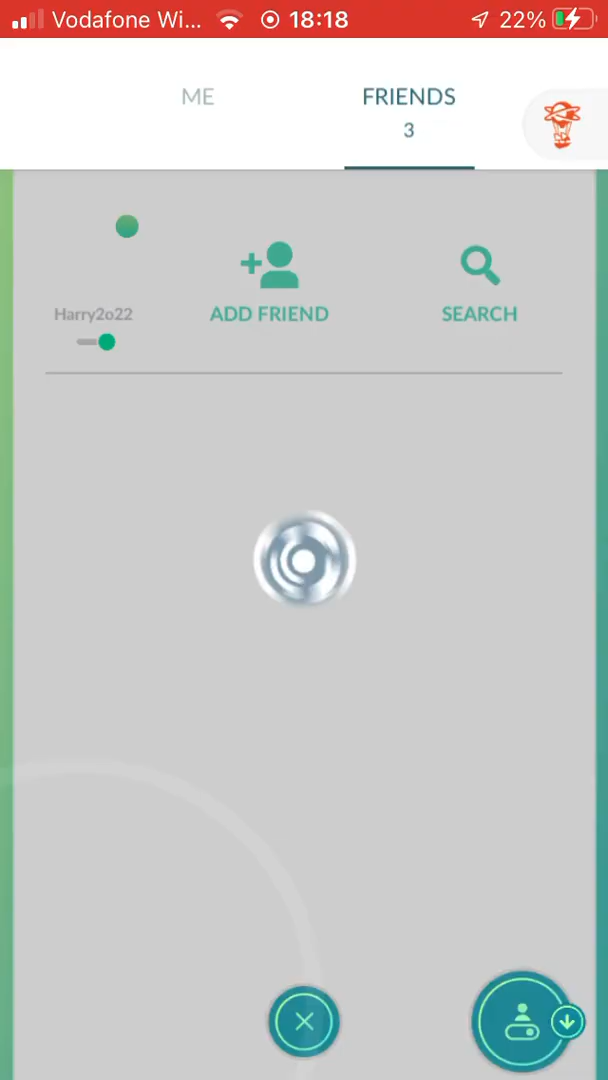 Vodafone Wi... 18:18 22%
ME
FRIENDS
3
Harry2o22
ADD FRIEND
SEARCH